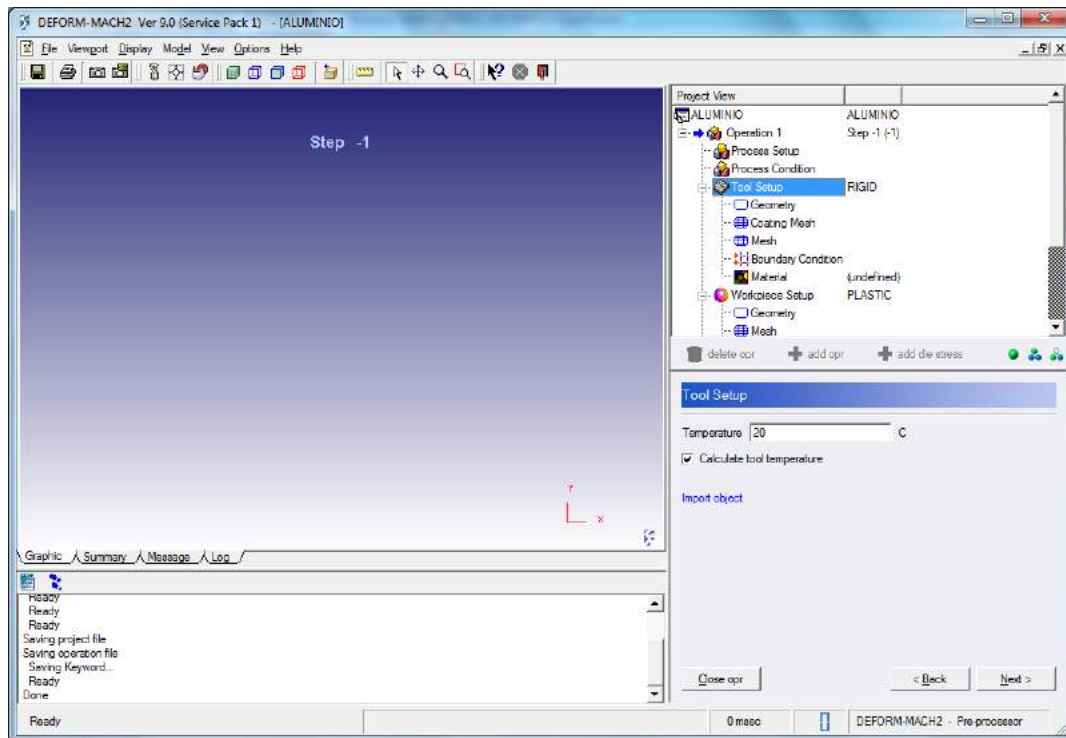 DEFORM-MACH2 Ver 9.0 (Service Pack 1) - [ALUMINIO]
File Viewport Display Model View Options Help
Step -1
Y
X
Graphic Summary Message Log
Ready
Ready
Ready
Saving project file
Saving operation file
Saving Keyword...
Ready
Done
Project View
ALUMINIO ALUMINIO
Operation 1 Step -1 (-1)
Process Setup
Process Condition
Tool Setup RIGID
Geometry
Coating Mesh
Mesh
Boundary Condition
Material (undefined)
Workpiece Setup PLASTIC
Geometry
Mesh
delete opr add opr add die stress
Tool Setup
Temperature 20 C
Calculate tool temperature
Import object
Close opr < Back Next >
Ready 0 msec DEFORM-MACH2 - Pre-processor